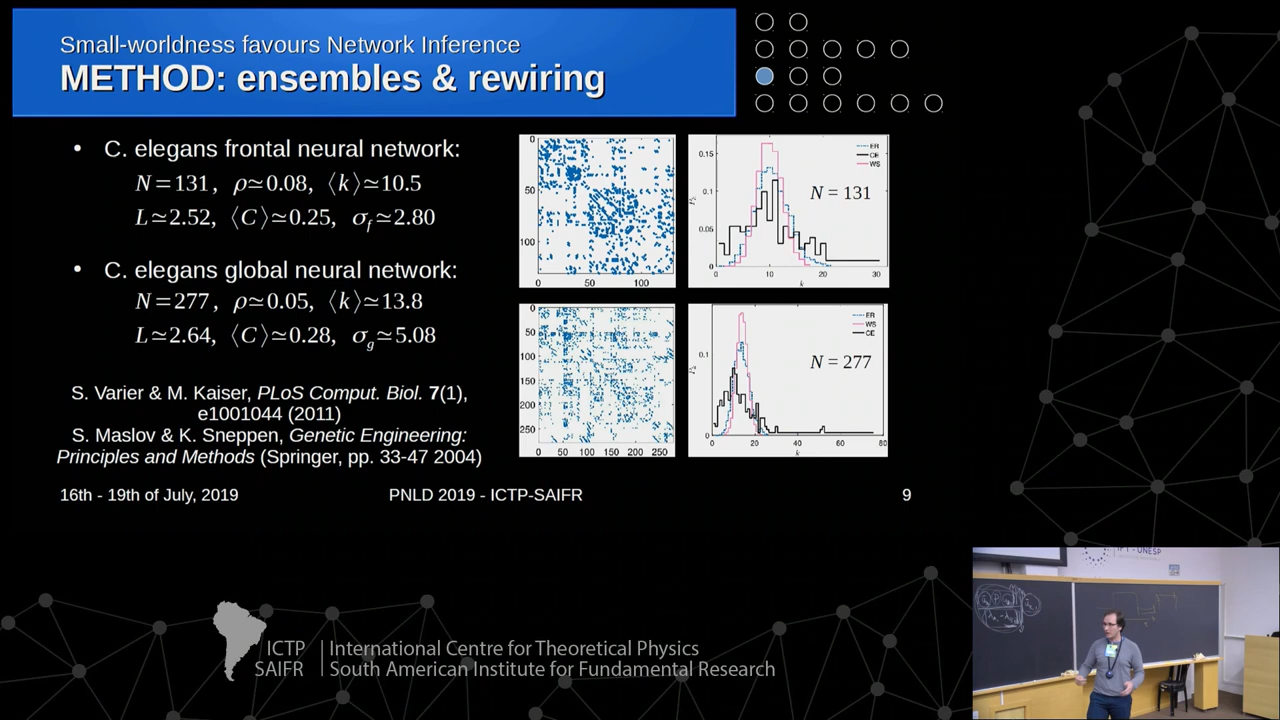 Small-worldness favours Network Inference
METHOD: ensembles & rewiring
• C. elegans frontal neural network:
N=131, ρ≃0.08, ⟨k⟩≃10.5
L≃2.52, ⟨C⟩≃0.25, σf≃2.80
• C. elegans global neural network:
N=277, ρ≃0.05, ⟨k⟩≃13.8
L≃2.64, ⟨C⟩≃0.28, σg≃5.08
S. Varier & M. Kaiser, PLoS Comput. Biol. 7(1),
e1001044 (2011)
S. Maslov & K. Sneppen, Genetic Engineering:
Principles and Methods (Springer, pp. 33-47 2004)
0
50
100
0 50 100
0.15
0.1
0.05
0
0 10 20 30
k
ER
CE
WS
N = 131
0
50
100
150
200
250
0 50 100 150 200 250
0.1
0
0 20 40 60 80
k
ER
WS
CE
N = 277
16th - 19th of July, 2019
PNLD 2019 - ICTP-SAIFR
9
IFT - UNESP
ICTP
SAIFR
International Centre for Theoretical Physics
South American Institute for Fundamental Research